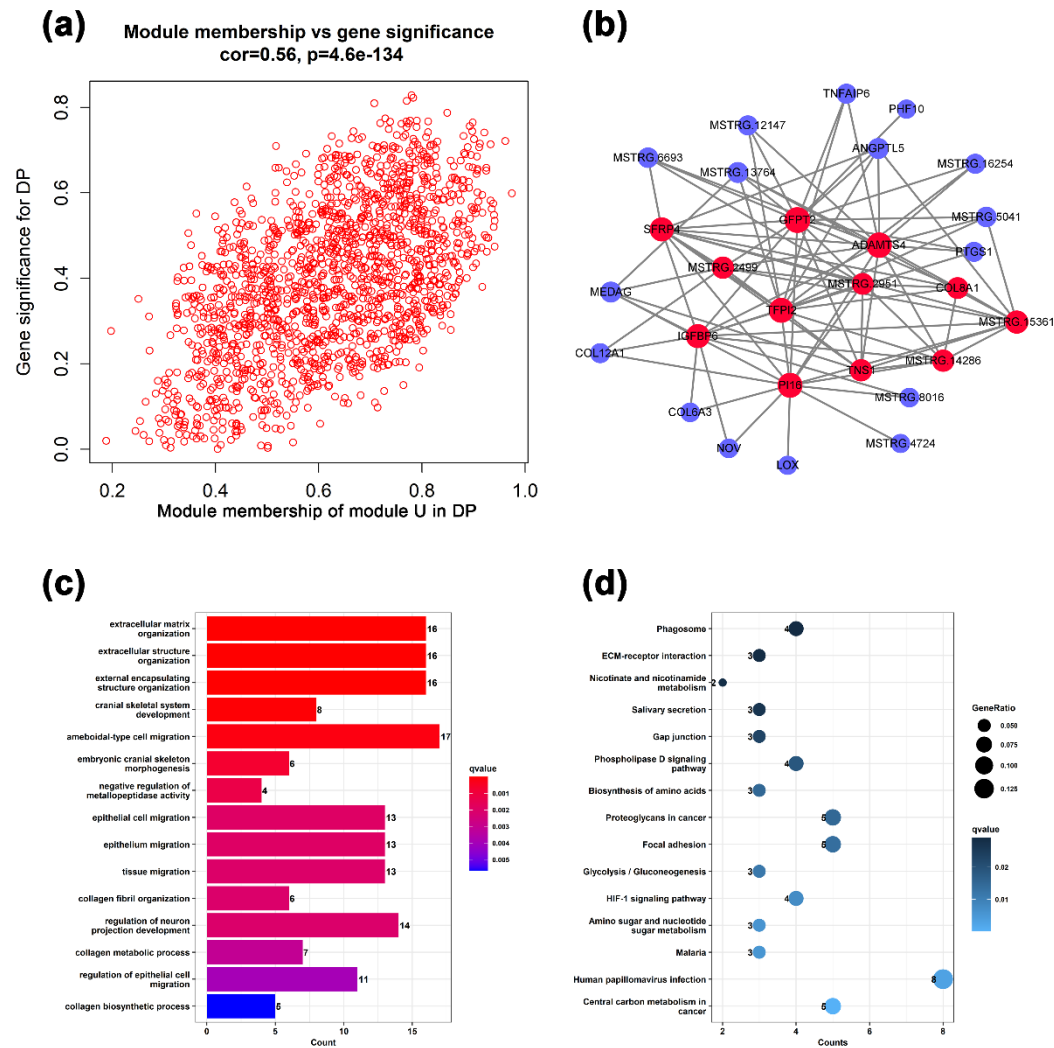 (a)
Module membership vs gene significance
cor=0.56, p=4.6e-134
Gene significance for DP
0.8
0.6
0.4
0.2
0.0
0.2
0.4
0.6
0.8
1.0
Module membership of module U in DP
(b)
TNFAIP6
PHF10
MSTRG.12147
ANGPTL5
MSTRG.6693
MSTRG.13764
MSTRG.16254
MSTRG.5041
GFPT2
SFRP4
ADAMTS4
PTGS1
MSTRG.2499
MSTRG.2951
COL8A1
MEDAG
TFPI2
MSTRG.15361
IGFBP6
COL12A1
MSTRG.14286
TNS1
PI16
MSTRG.8016
COL6A3
MSTRG.4724
NOV
LOX
(c)
extracellular matrix
organization
16
extracellular structure
organization
16
external encapsulating
structure organization
16
cranial skeletal system
development
8
ameboidal-type cell migration
17
embryonic cranial skeleton
morphogenesis
6
negative regulation of
metallopeptidase activity
4
epithelial cell migration
13
epithelium migration
13
tissue migration
13
collagen fibril organization
6
regulation of neuron
projection development
14
collagen metabolic process
7
regulation of epithelial cell
migration
11
collagen biosynthetic process
5
0
5
10
15
Count
qvalue
0.001
0.002
0.003
0.004
0.005
(d)
Phagosome
4
ECM-receptor interaction
3
Nicotinate and nicotinamide
metabolism
2
Salivary secretion
3
Gap junction
3
Phospholipase D signaling
pathway
4
Biosynthesis of amino acids
3
Proteoglycans in cancer
5
Focal adhesion
5
Glycolysis / Gluconeogenesis
3
HIF-1 signaling pathway
4
Amino sugar and nucleotide
sugar metabolism
3
Malaria
3
Human papillomavirus infection
8
Central carbon metabolism in
cancer
5
2
4
6
8
Counts
GeneRatio
0.050
0.075
0.100
0.125
qvalue
0.02
0.01